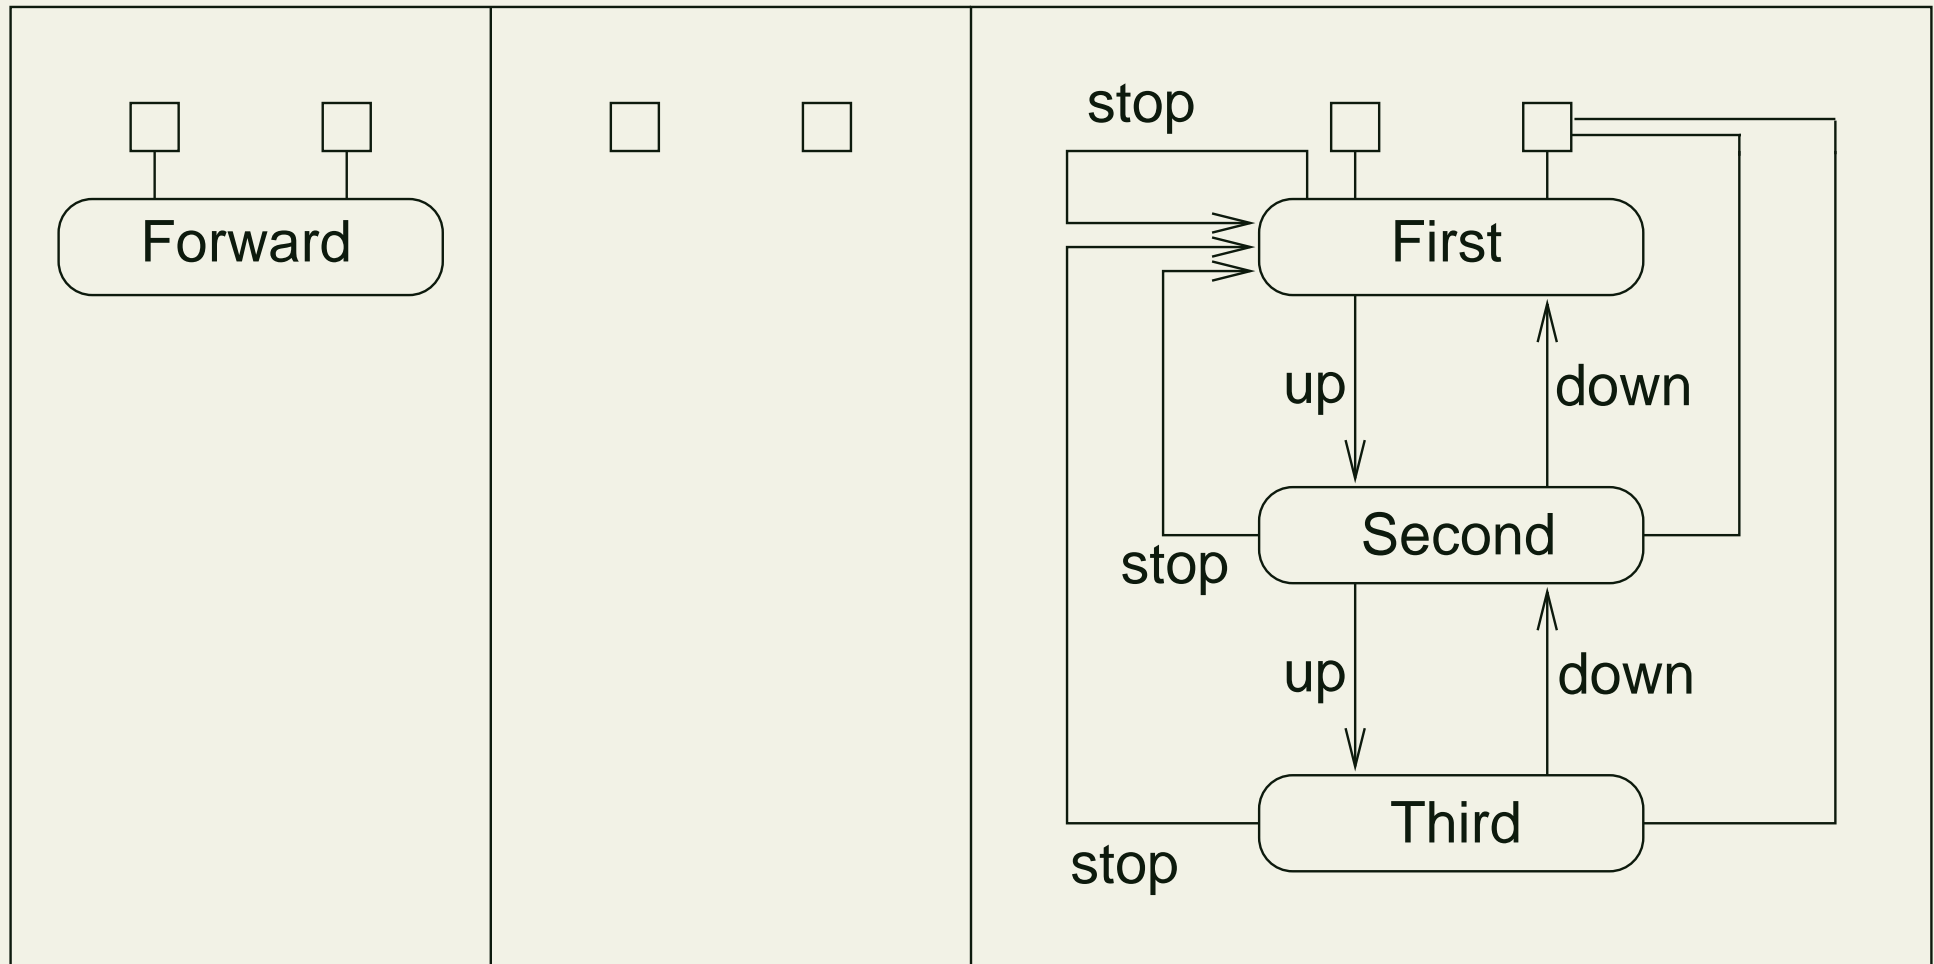 stop
Forward
First
up
down
Second
stop
up
down
Third
stop